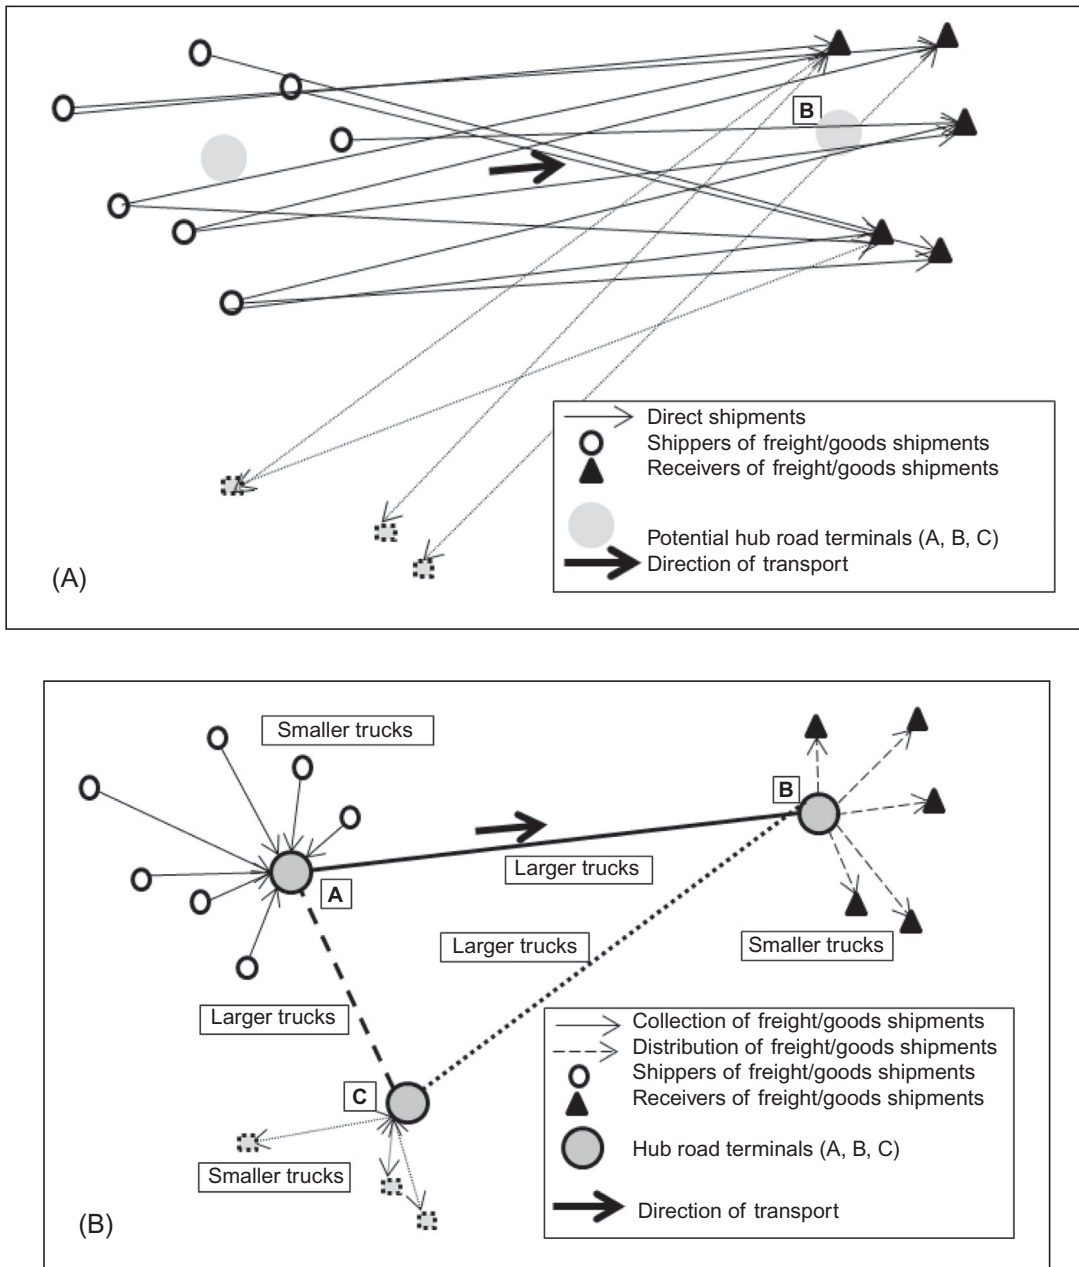 B
Direct shipments
Shippers of freight/goods shipments
Receivers of freight/goods shipments
Potential hub road terminals (A, B, C)
Direction of transport
(A)
Smaller trucks
B
Larger trucks
A
Larger trucks
Smaller trucks
Larger trucks
Collection of freight/goods shipments
Distribution of freight/goods shipments
Shippers of freight/goods shipments
Receivers of freight/goods shipments
C
Hub road terminals (A, B, C)
Smaller trucks
Direction of transport
(B)